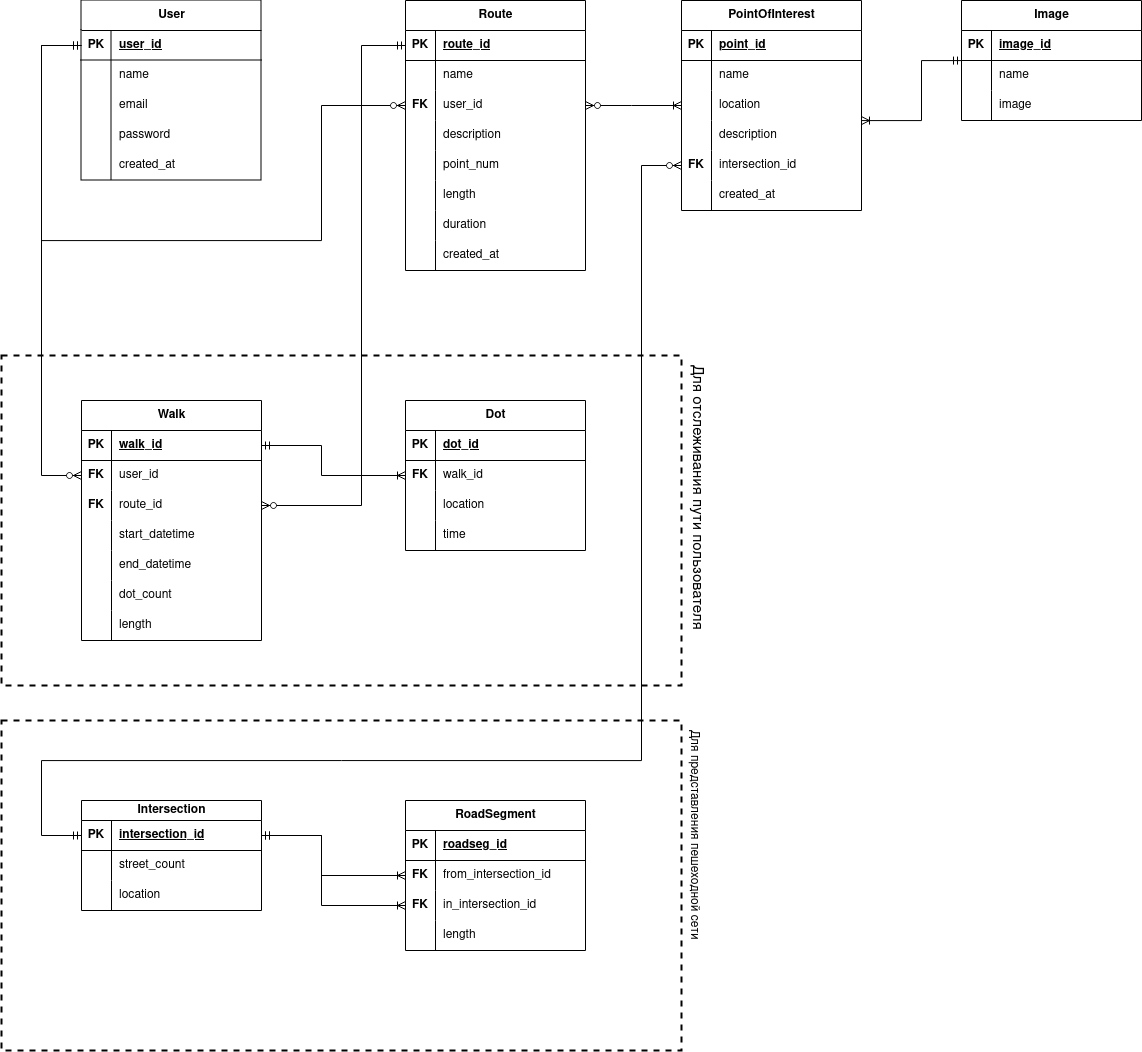 User
PK user_id
name
email
password
created_at
Route
PK route_id
name
FK user_id
description
point_num
length
duration
created_at
PointOfInterest
PK point_id
name
location
description
FK intersection_id
created_at
Image
PK image_id
name
image
Для отслеживания пути пользователя
Walk
PK walk_id
FK user_id
FK route_id
start_datetime
end_datetime
dot_count
length
Dot
PK dot_id
FK walk_id
location
time
Для представления пешеходной сети
Intersection
PK intersection_id
street_count
location
RoadSegment
PK roadseg_id
FK from_intersection_id
FK in_intersection_id
length